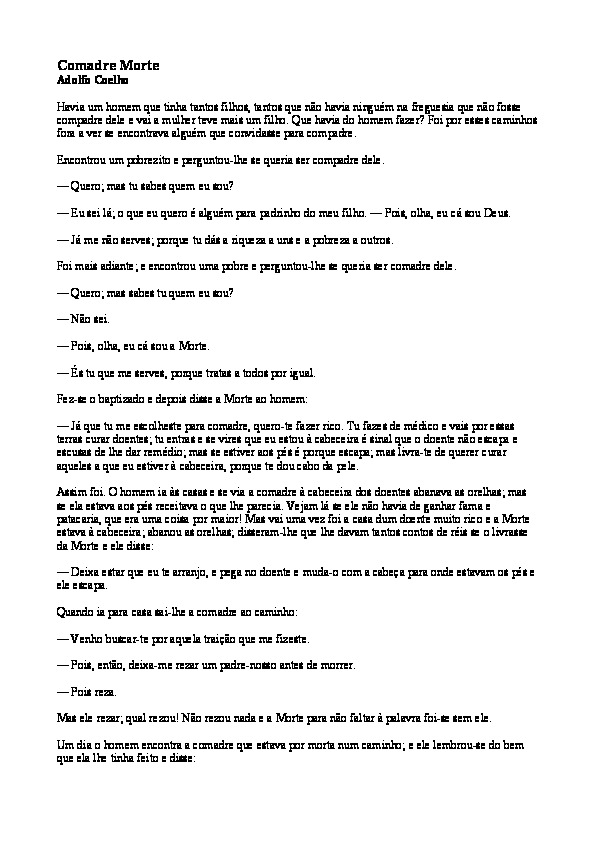 Comadre Morte
Adolfo Coelho
Havia um homem que tinha tantos filhos, tantos que não havia ninguém na freguesia que não fosse
compadre dele e vai a mulher teve mais um filho. Que havia do homem fazer? Foi por esses caminhos
fora a ver se encontrava alguém que convidasse para compadre.
Encontrou um pobrezito e perguntou-lhe se queria ser compadre dele.
— Quero; mas tu sabes quem eu sou?
— Eu sei lá; o que eu quero é alguém para padrinho do meu filho. — Pois, olha, eu cá sou Deus.
— Já me não serves; porque tu dás a riqueza a uns e a pobreza a outros.
Foi mais adiante; e encontrou uma pobre e perguntou-lhe se queria ser comadre dele.
— Quero; mas sabes tu quem eu sou?
— Não sei.
— Pois, olha, eu cá sou a Morte.
— És tu que me serves, porque tratas a todos por igual.
Fez-se o baptizado e depois disse a Morte ao homem:
— Já que tu me escolheste para comadre, quero-te fazer rico. Tu fazes de médico e vais por essas
terras curar doentes; tu entras e se vires que eu estou à cabeceira é sinal que o doente não escapa e
escusas de lhe dar remédio; mas se estiver aos pés é porque escapa; mas livra-te de querer curar
aqueles a que eu estiver à cabeceira, porque te dou cabo da pele.
Assim foi. O homem ia às casas e se via a comadre à cabeceira dos doentes abanava as orelhas; mas
se ela estava aos pés receitava o que lhe parecia. Vejam lá se ele não havia de ganhar fama e
patacaria, que era uma coisa por maior! Mas vai uma vez foi a casa dum doente muito rico e a Morte
estava à cabeceira; abanou as orelhas; disseram-lhe que lhe davam tantos contos de réis se o livrasse
da Morte e ele disse:
— Deixa estar que eu te arranjo, e pega no doente e muda-o com a cabeça para onde estavam os pés e
ele escapa.
Quando ia para casa sai-lhe a comadre ao caminho:
— Venho buscar-te por aquela traição que me fizeste.
— Pois, então, deixa-me rezar um padre-nosso antes de morrer.
— Pois reza.
Mas ele rezar; qual rezou! Não rezou nada e a Morte para não faltar à palavra foi-se sem ele.
Um dia o homem encontra a comadre que estava por morta num caminho; e ele lembrou-se do bem
que ela lhe tinha feito e disse: